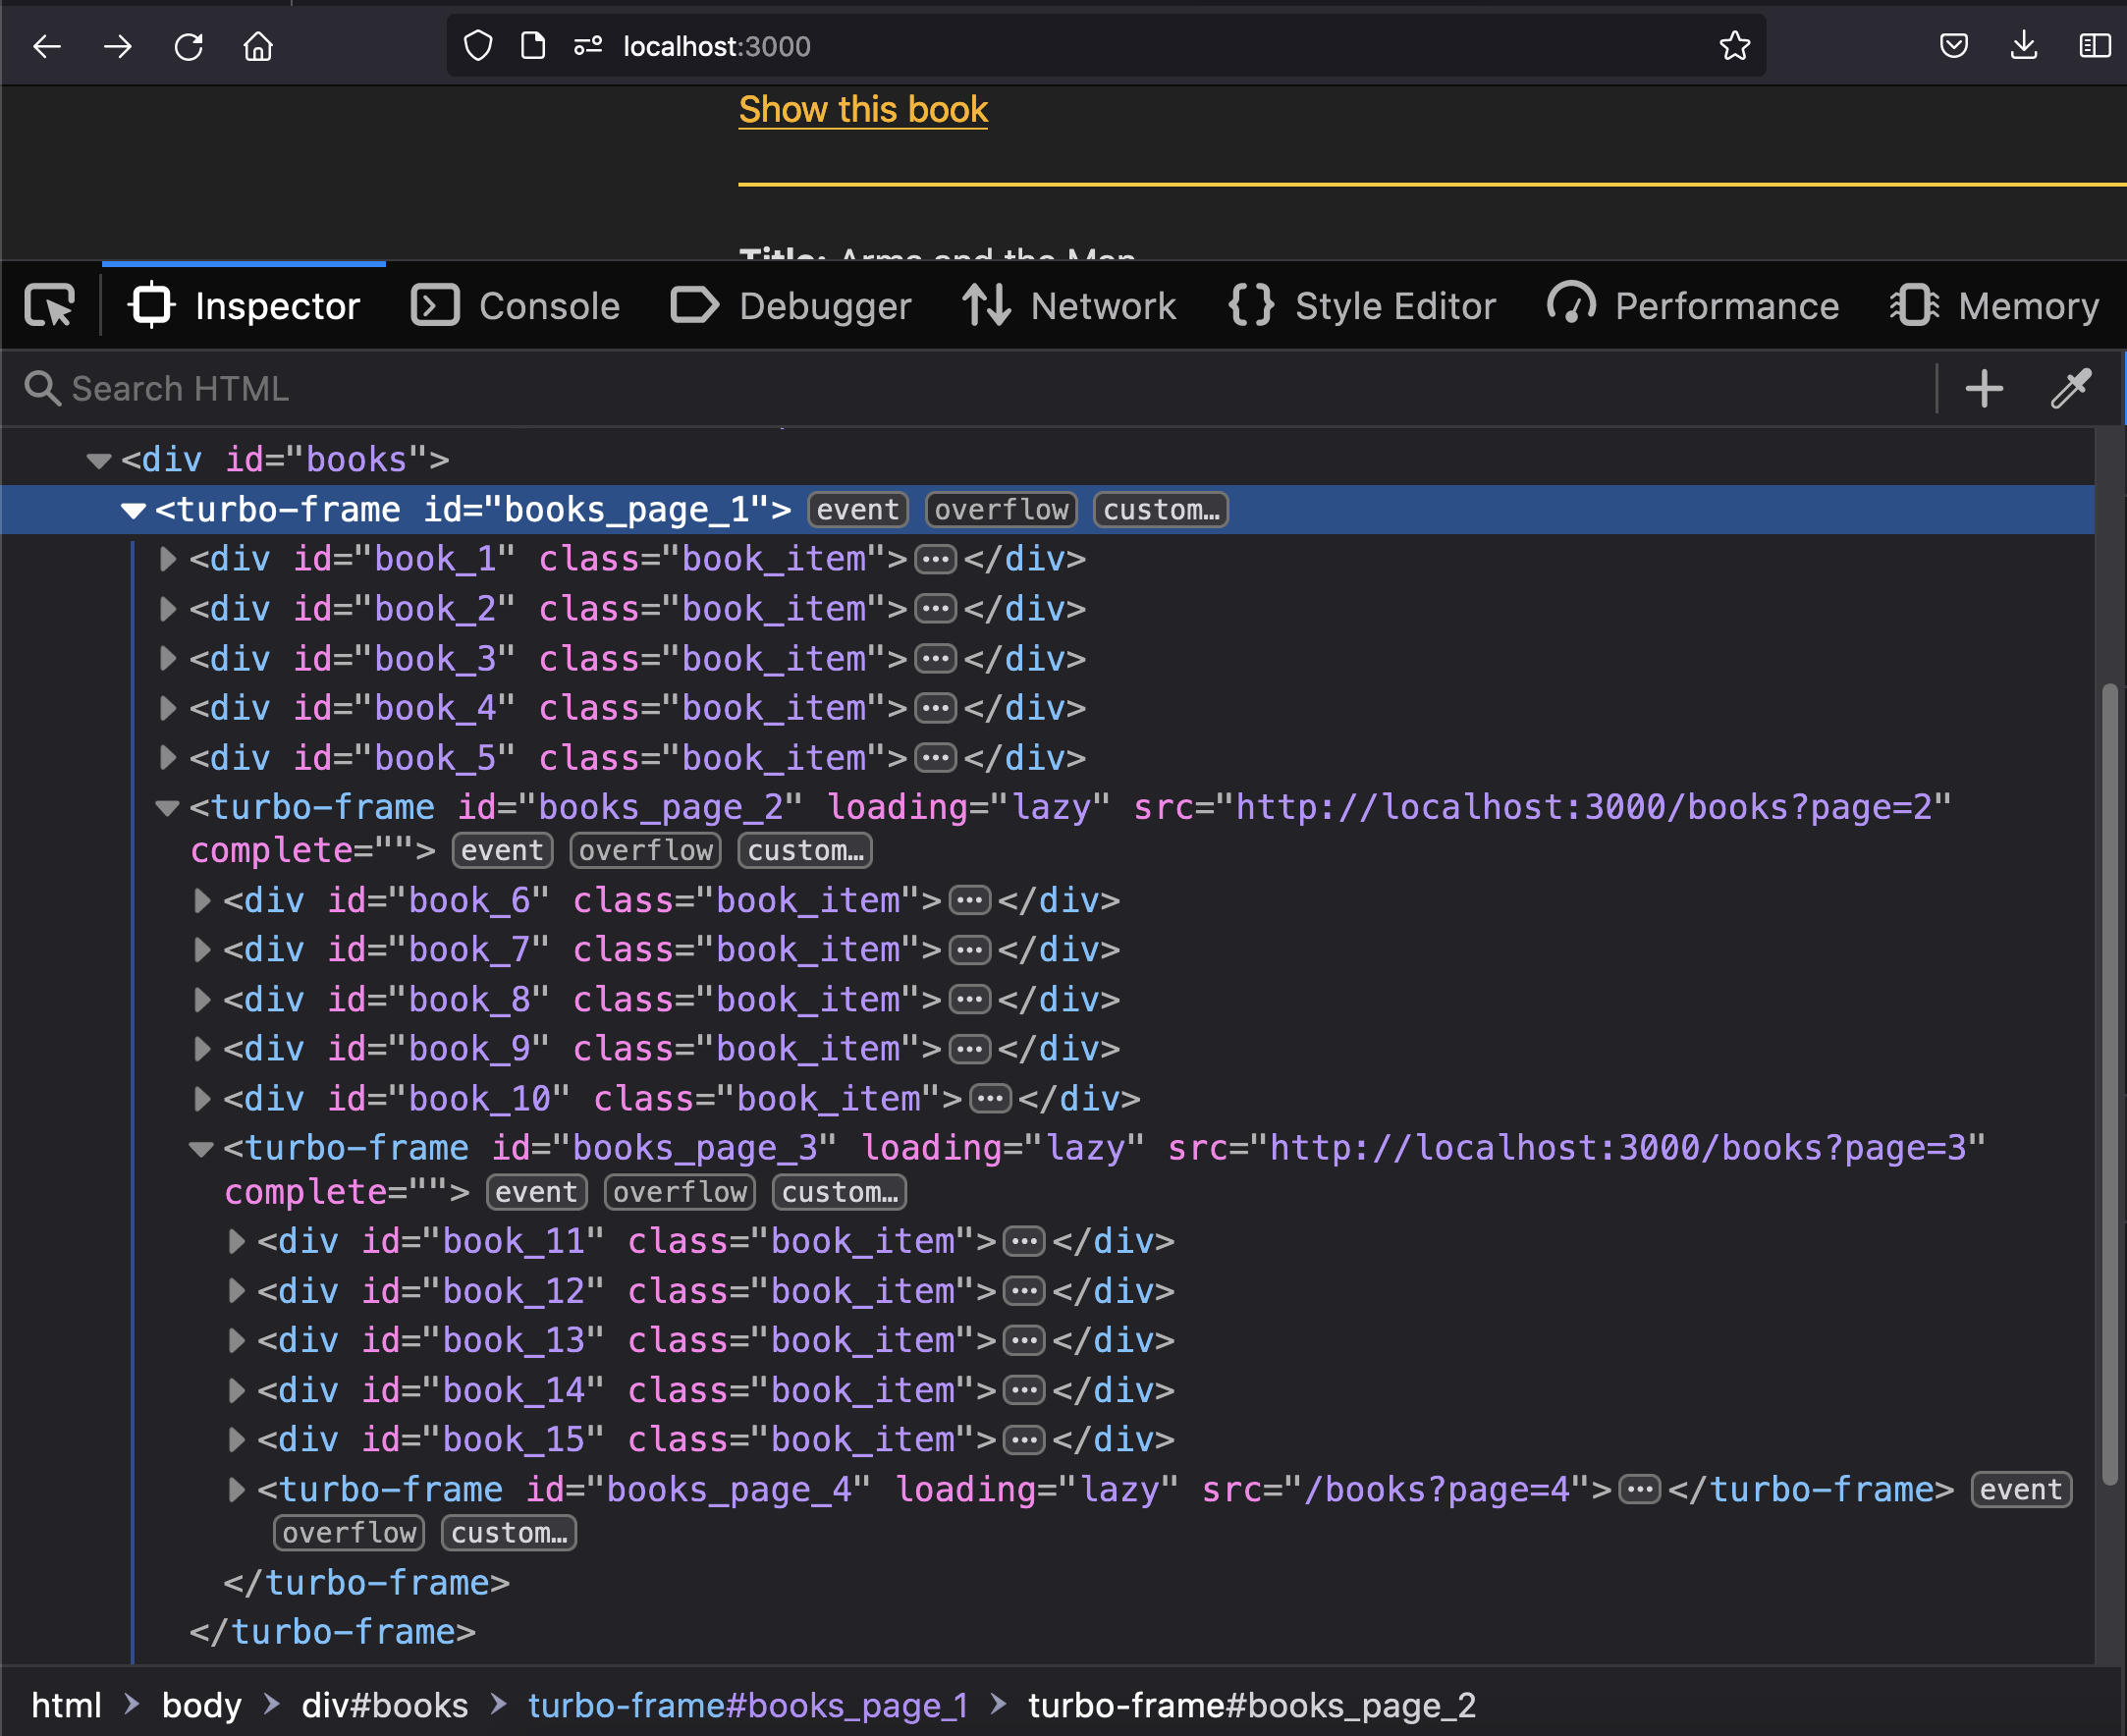 localhost:3000
Show this book
Title: Arms and the Man
Inspector Console Debugger Network Style Editor Performance Memory
Search HTML
<div id="books">
<turbo-frame id="books_page_1"> event overflow custom…
<div id="book_1" class="book_item">…</div>
<div id="book_2" class="book_item">…</div>
<div id="book_3" class="book_item">…</div>
<div id="book_4" class="book_item">…</div>
<div id="book_5" class="book_item">…</div>
<turbo-frame id="books_page_2" loading="lazy" src="http://localhost:3000/books?page=2"
complete=""> event overflow custom…
<div id="book_6" class="book_item">…</div>
<div id="book_7" class="book_item">…</div>
<div id="book_8" class="book_item">…</div>
<div id="book_9" class="book_item">…</div>
<div id="book_10" class="book_item">…</div>
<turbo-frame id="books_page_3" loading="lazy" src="http://localhost:3000/books?page=3"
complete=""> event overflow custom…
<div id="book_11" class="book_item">…</div>
<div id="book_12" class="book_item">…</div>
<div id="book_13" class="book_item">…</div>
<div id="book_14" class="book_item">…</div>
<div id="book_15" class="book_item">…</div>
<turbo-frame id="books_page_4" loading="lazy" src="/books?page=4">…</turbo-frame> event
overflow custom…
</turbo-frame>
</turbo-frame>
html > body > div#books > turbo-frame#books_page_1 > turbo-frame#books_page_2